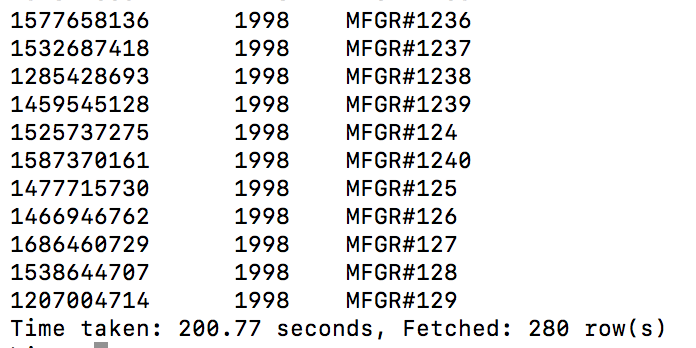 1577658136 1998 MFGR#1236
1532687418 1998 MFGR#1237
1285428693 1998 MFGR#1238
1459545128 1998 MFGR#1239
1525737275 1998 MFGR#124
1587370161 1998 MFGR#1240
1477715730 1998 MFGR#125
1466946762 1998 MFGR#126
1686460729 1998 MFGR#127
1538644707 1998 MFGR#128
1207004714 1998 MFGR#129
Time taken: 200.77 seconds, Fetched: 280 row(s)